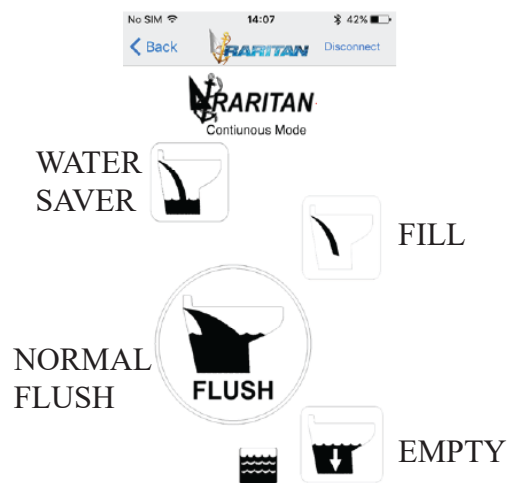 No SIM 14:07 42%
Back RARITAN Disconnect
RARITAN
Contiunous Mode
WATER
SAVER
FILL
NORMAL
FLUSH
FLUSH
EMPTY